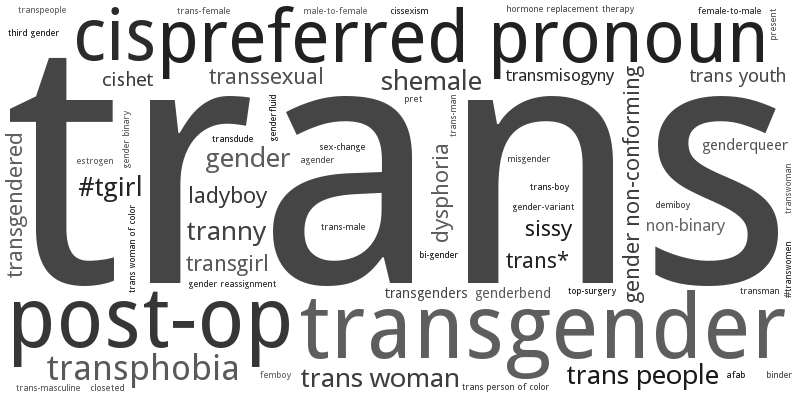 transpeople
trans-female
male-to-female
cissexism
hormone replacement therapy
female-to-male
present
third gender
cis
preferred pronoun
cishet
transsexual
shemale
transmisogyny
trans youth
trans
pret
trans-man
genderfluid
gender binary
transdude
sex-change
gender non-conforming
transgendered
estrogen
gender
agender
misgender
genderqueer
dysphoria
#tgirl
ladyboy
trans-boy
transwoman
trans woman of color
gender-variant
demiboy
tranny
trans-male
sissy
non-binary
transgirl
bi-gender
trans*
#transwomen
gender reassignment
transgenders
genderbend
top-surgery
transman
post-op
transgender
transphobia
femboy
trans woman
trans people
afab
binder
trans-masculine
closeted
trans person of color